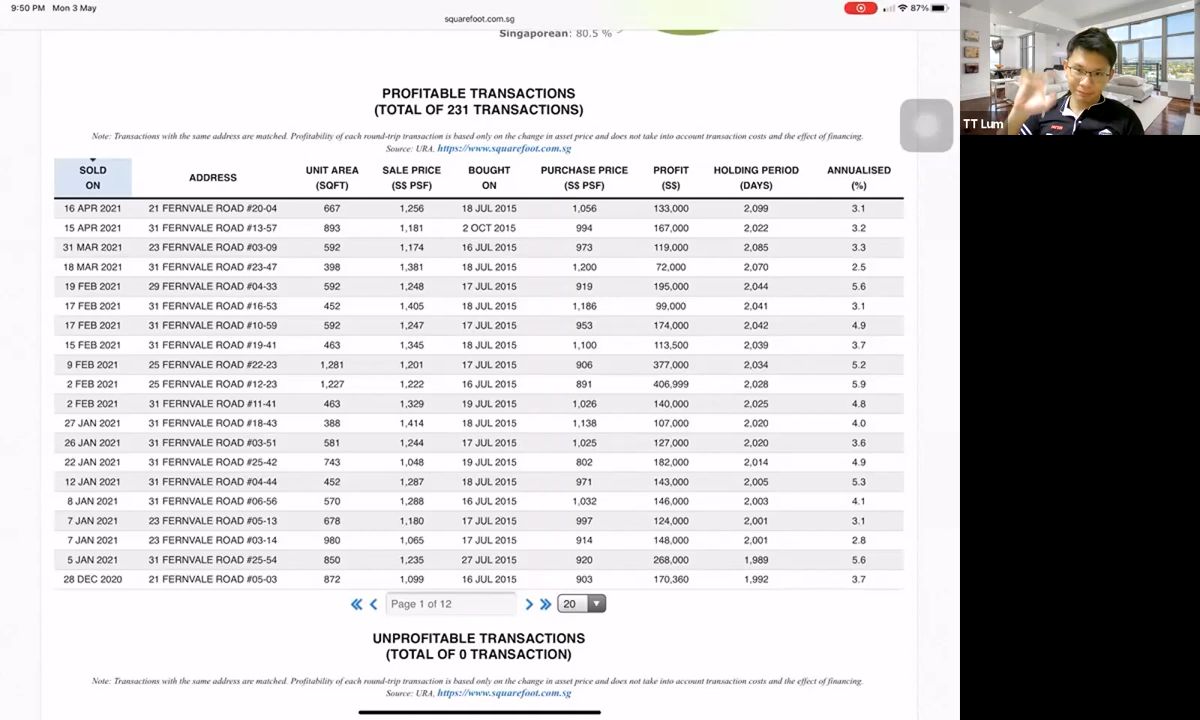 9:50 PM Mon 3 May
87%
squarefoot.com.sg
Singaporean: 80.5 %
PROFITABLE TRANSACTIONS
(TOTAL OF 231 TRANSACTIONS)
Note: Transactions with the same address are matched. Profitability of each round-trip transaction is based only on the change in asset price and does not take into account transaction costs and the effect of financing.
Source: URA, https://www.squarefoot.com.sg
SOLD ON ADDRESS UNIT AREA (SQFT) SALE PRICE (S$ PSF) BOUGHT ON PURCHASE PRICE (S$ PSF) PROFIT (S$) HOLDING PERIOD (DAYS) ANNUALISED (%)
16 APR 2021 21 FERNVALE ROAD #20-04 667 1,256 18 JUL 2015 1,056 133,000 2,099 3.1
15 APR 2021 31 FERNVALE ROAD #13-57 893 1,181 2 OCT 2015 994 167,000 2,022 3.2
31 MAR 2021 23 FERNVALE ROAD #03-09 592 1,174 16 JUL 2015 973 119,000 2,085 3.3
18 MAR 2021 31 FERNVALE ROAD #23-47 398 1,381 18 JUL 2015 1,200 72,000 2,070 2.5
19 FEB 2021 29 FERNVALE ROAD #04-33 592 1,248 17 JUL 2015 919 195,000 2,044 5.6
17 FEB 2021 31 FERNVALE ROAD #16-53 452 1,405 18 JUL 2015 1,186 99,000 2,041 3.1
17 FEB 2021 31 FERNVALE ROAD #10-59 592 1,247 17 JUL 2015 953 174,000 2,042 4.9
15 FEB 2021 31 FERNVALE ROAD #19-41 463 1,345 18 JUL 2015 1,100 113,500 2,039 3.7
9 FEB 2021 25 FERNVALE ROAD #22-23 1,281 1,201 17 JUL 2015 906 377,000 2,034 5.2
2 FEB 2021 25 FERNVALE ROAD #12-23 1,227 1,222 16 JUL 2015 891 406,999 2,028 5.9
2 FEB 2021 31 FERNVALE ROAD #11-41 463 1,329 19 JUL 2015 1,026 140,000 2,025 4.8
27 JAN 2021 31 FERNVALE ROAD #18-43 388 1,414 18 JUL 2015 1,138 107,000 2,020 4.0
26 JAN 2021 31 FERNVALE ROAD #03-51 581 1,244 17 JUL 2015 1,025 127,000 2,020 3.6
22 JAN 2021 31 FERNVALE ROAD #25-42 743 1,048 19 JUL 2015 802 182,000 2,014 4.9
12 JAN 2021 31 FERNVALE ROAD #04-44 452 1,287 18 JUL 2015 971 143,000 2,005 5.3
8 JAN 2021 31 FERNVALE ROAD #06-56 570 1,288 16 JUL 2015 1,032 146,000 2,003 4.1
7 JAN 2021 23 FERNVALE ROAD #05-13 678 1,180 17 JUL 2015 997 124,000 2,001 3.1
7 JAN 2021 23 FERNVALE ROAD #03-14 980 1,065 17 JUL 2015 914 148,000 2,001 2.8
5 JAN 2021 31 FERNVALE ROAD #25-54 850 1,235 27 JUL 2015 920 268,000 1,989 5.6
28 DEC 2020 21 FERNVALE ROAD #05-03 872 1,099 16 JUL 2015 903 170,360 1,992 3.7
Page 1 of 12 20
UNPROFITABLE TRANSACTIONS
(TOTAL OF 0 TRANSACTION)
Note: Transactions with the same address are matched. Profitability of each round-trip transaction is based only on the change in asset price and does not take into account transaction costs and the effect of financing.
Source: URA, https://www.squarefoot.com.sg
TT Lum